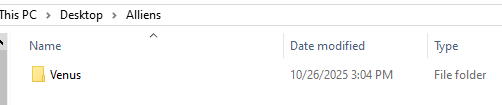 This PC > Desktop > Alliens
Name Date modified Type
Venus 10/26/2025 3:04 PM File folder